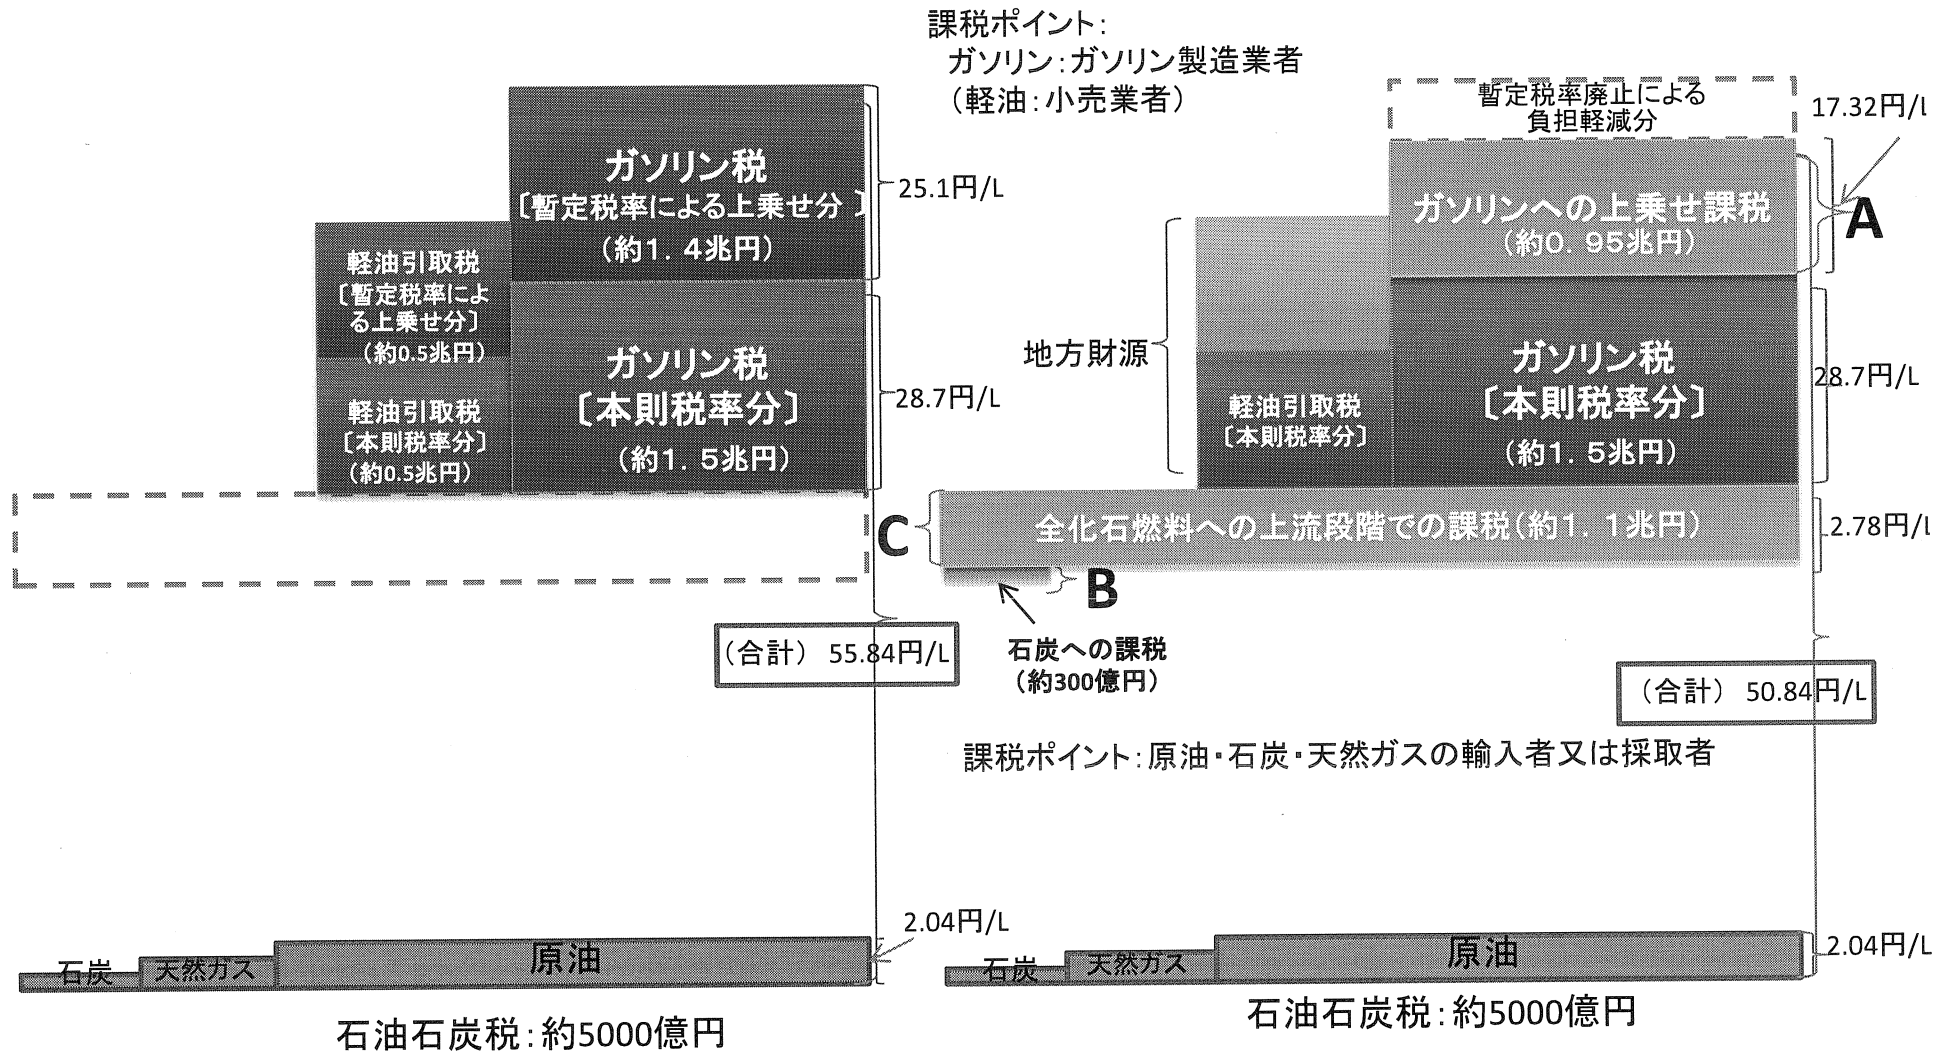 課税ポイント：
ガソリン：ガソリン製造業者
（軽油：小売業者）
ガソリン税
〔暫定税率による上乗せ分〕
（約１．４兆円）
25.1円/L
軽油引取税
〔暫定税率によ
る上乗せ分〕
（約0.5兆円）
軽油引取税
〔本則税率分〕
（約0.5兆円）
ガソリン税
〔本則税率分〕
（約１．５兆円）
28.7円/L
（合計） 55.84円/L
2.04円/L
石炭
天然ガス
原油
石油石炭税：約5000億円
暫定税率廃止による
負担軽減分
17.32円/L
ガソリンへの上乗せ課税
（約０．９５兆円）
A
地方財源
軽油引取税
〔本則税率分〕
ガソリン税
〔本則税率分〕
（約１．５兆円）
28.7円/L
C
全化石燃料への上流段階での課税（約１．１兆円）
2.78円/L
B
石炭への課税
（約300億円）
（合計） 50.84円/L
課税ポイント：原油・石炭・天然ガスの輸入者又は採取者
石炭
天然ガス
原油
2.04円/L
石油石炭税：約5000億円